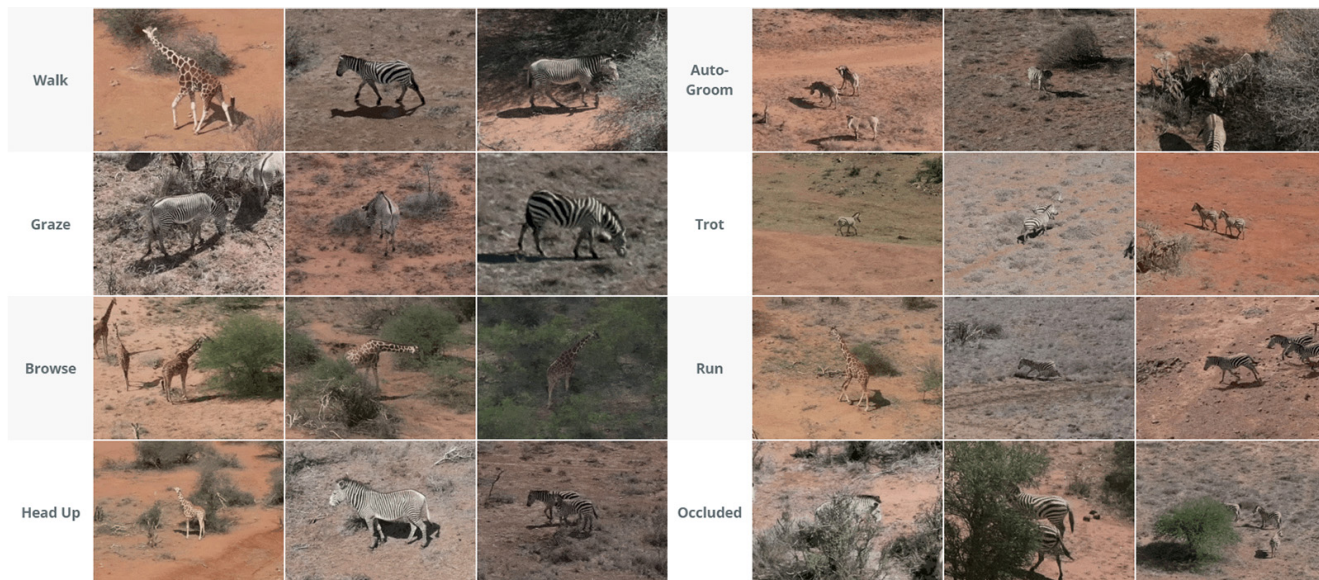 Walk
Auto-
Groom
Graze
Trot
Browse
Run
Head Up
Occluded